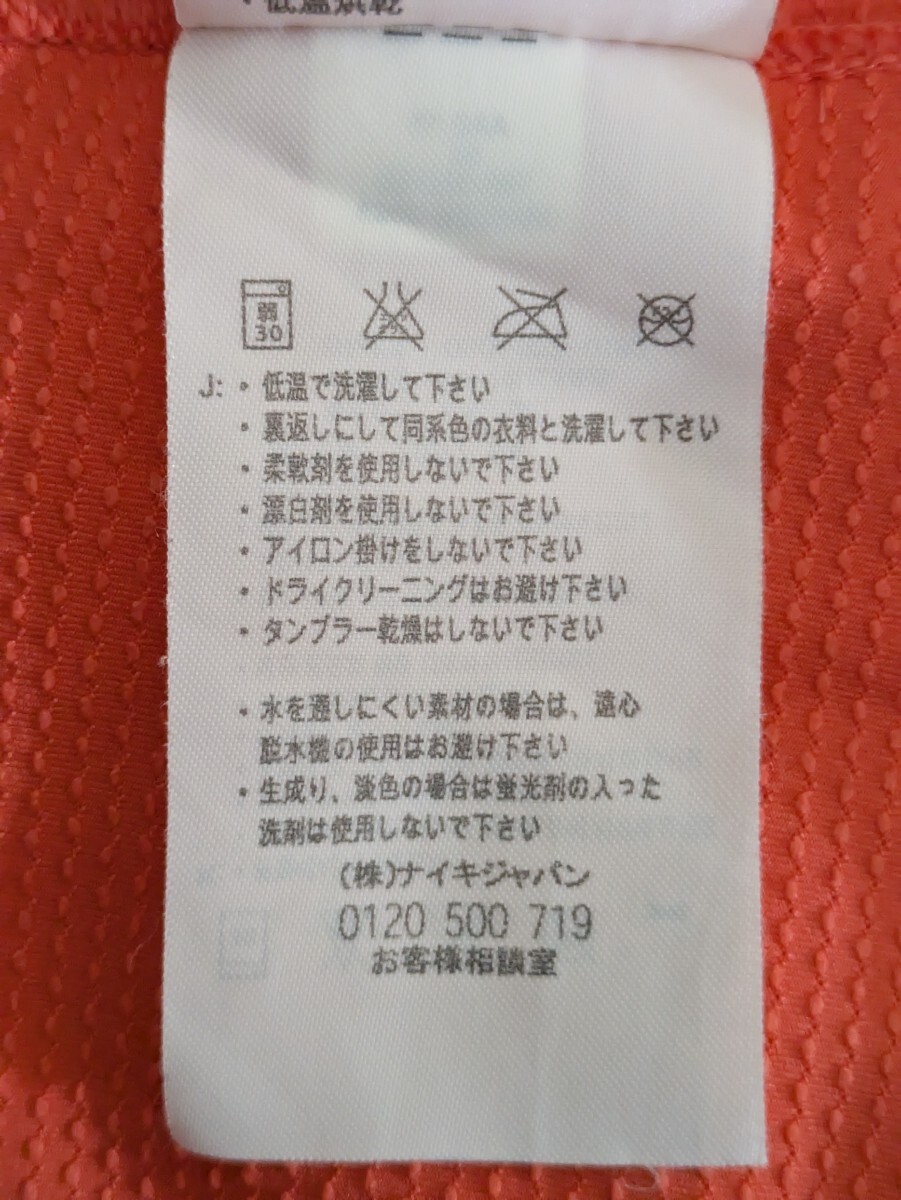 ・低温烘乾
弱
30
J: ・低温で洗濯して下さい
・裏返しにして同系色の衣料と洗濯して下さい
・柔軟剤を使用しないで下さい
・漂白剤を使用しないで下さい
・アイロン掛けをしないで下さい
・ドライクリーニングはお避け下さい
・タンブラー乾燥はしないで下さい
・水を通しにくい素材の場合は、遠心
脱水機の使用はお避け下さい
・生成り、淡色の場合は蛍光剤の入った
洗剤は使用しないで下さい
(株)ナイキジャパン
0120 500 719
お客様相談室